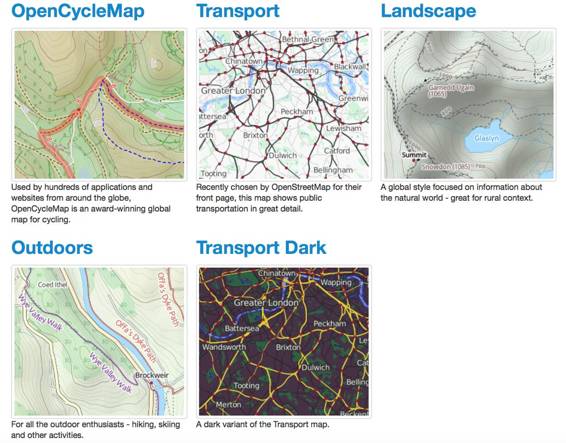 OpenCycleMap
Transport
Landscape
Bethnal Green
Chinatown
Wapping
Blackwall
Greater London
Greenwi
attersea
Peckham
Brixton
Lewisham
Dulwich
Catford
Tooting
Bellingham
Garnedd Ugain
(1065)
Glaslyn
Summit
Snowdon (1085)
Used by hundreds of applications and
websites from around the globe,
OpenCycleMap is an award-winning global
map for cycling.
Recently chosen by OpenStreetMap for their
front page, this map shows public
transportation in great detail.
A global style focused on information about
the natural world - great for rural context.
Outdoors
Transport Dark
Coed Ithel
Offa's Dyke Path
Wye Valley Walk
Offa's Dyke Path
Wye Valley Walk
Brockweir
Chinatown
Wapping
Greater London
Battersea
Peckham
Wandsworth
Brixton
Le
Dulwich
Cat
Tooting
Belling
Merton
Becken
For all the outdoor enthusiasts - hiking, skiing
and other activities.
A dark variant of the Transport map.